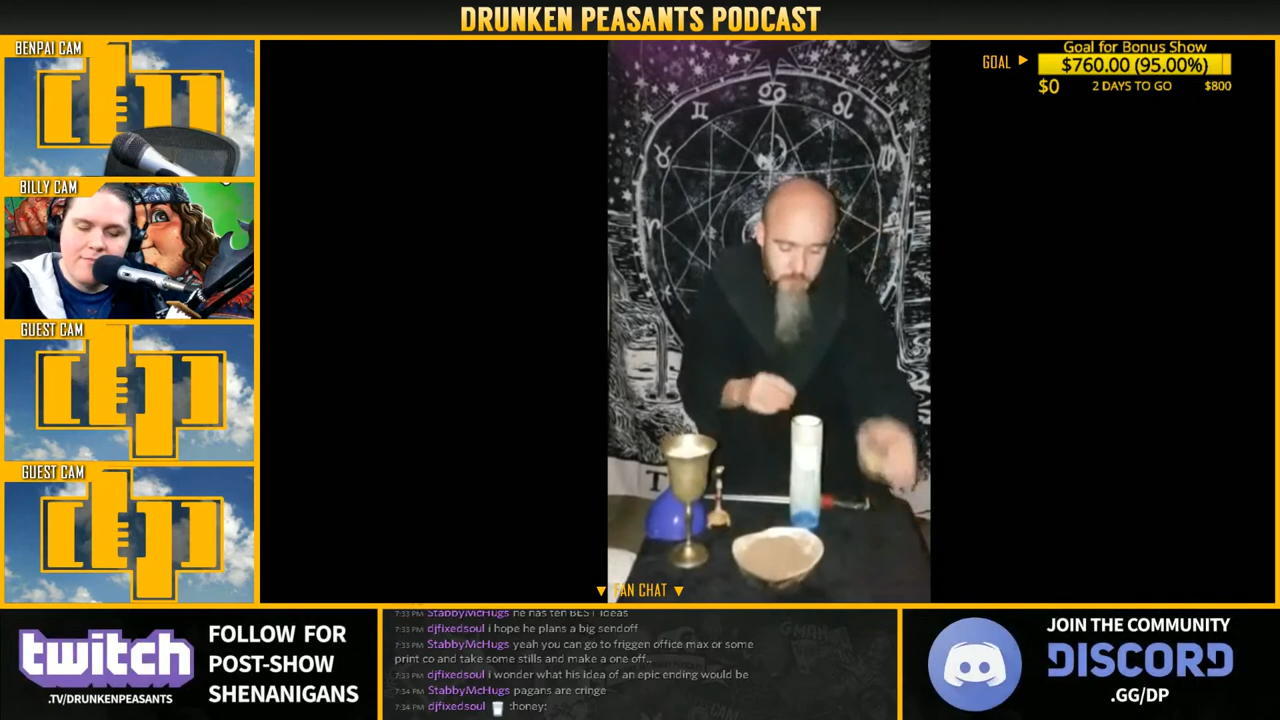 DRUNKEN PEASANTS PODCAST
BENPAI CAM
BILLY CAM
GUEST CAM
GUEST CAM
Goal for Bonus Show
GOAL ▶
$760.00 (95.00%)
$0 2 DAYS TO GO $800
▼ FAN CHAT ▼
7:33 PM StabbyMcHugs he has ten BEST ideas
7:33 PM djfixedsoul i hope he plans a big sendoff
7:33 PM StabbyMcHugs yeah you can go to friggen office max or some
print co and take some stills and make a one off..
7:33 PM djfixedsoul i wonder what his idea of an epic ending would be
7:34 PM StabbyMcHugs pagans are cringe
7:34 PM djfixedsoul :honey:
twitch
.TV/DRUNKENPEASANTS
FOLLOW FOR
POST-SHOW
SHENANIGANS
JOIN THE COMMUNITY
DISCORD
.GG/DP